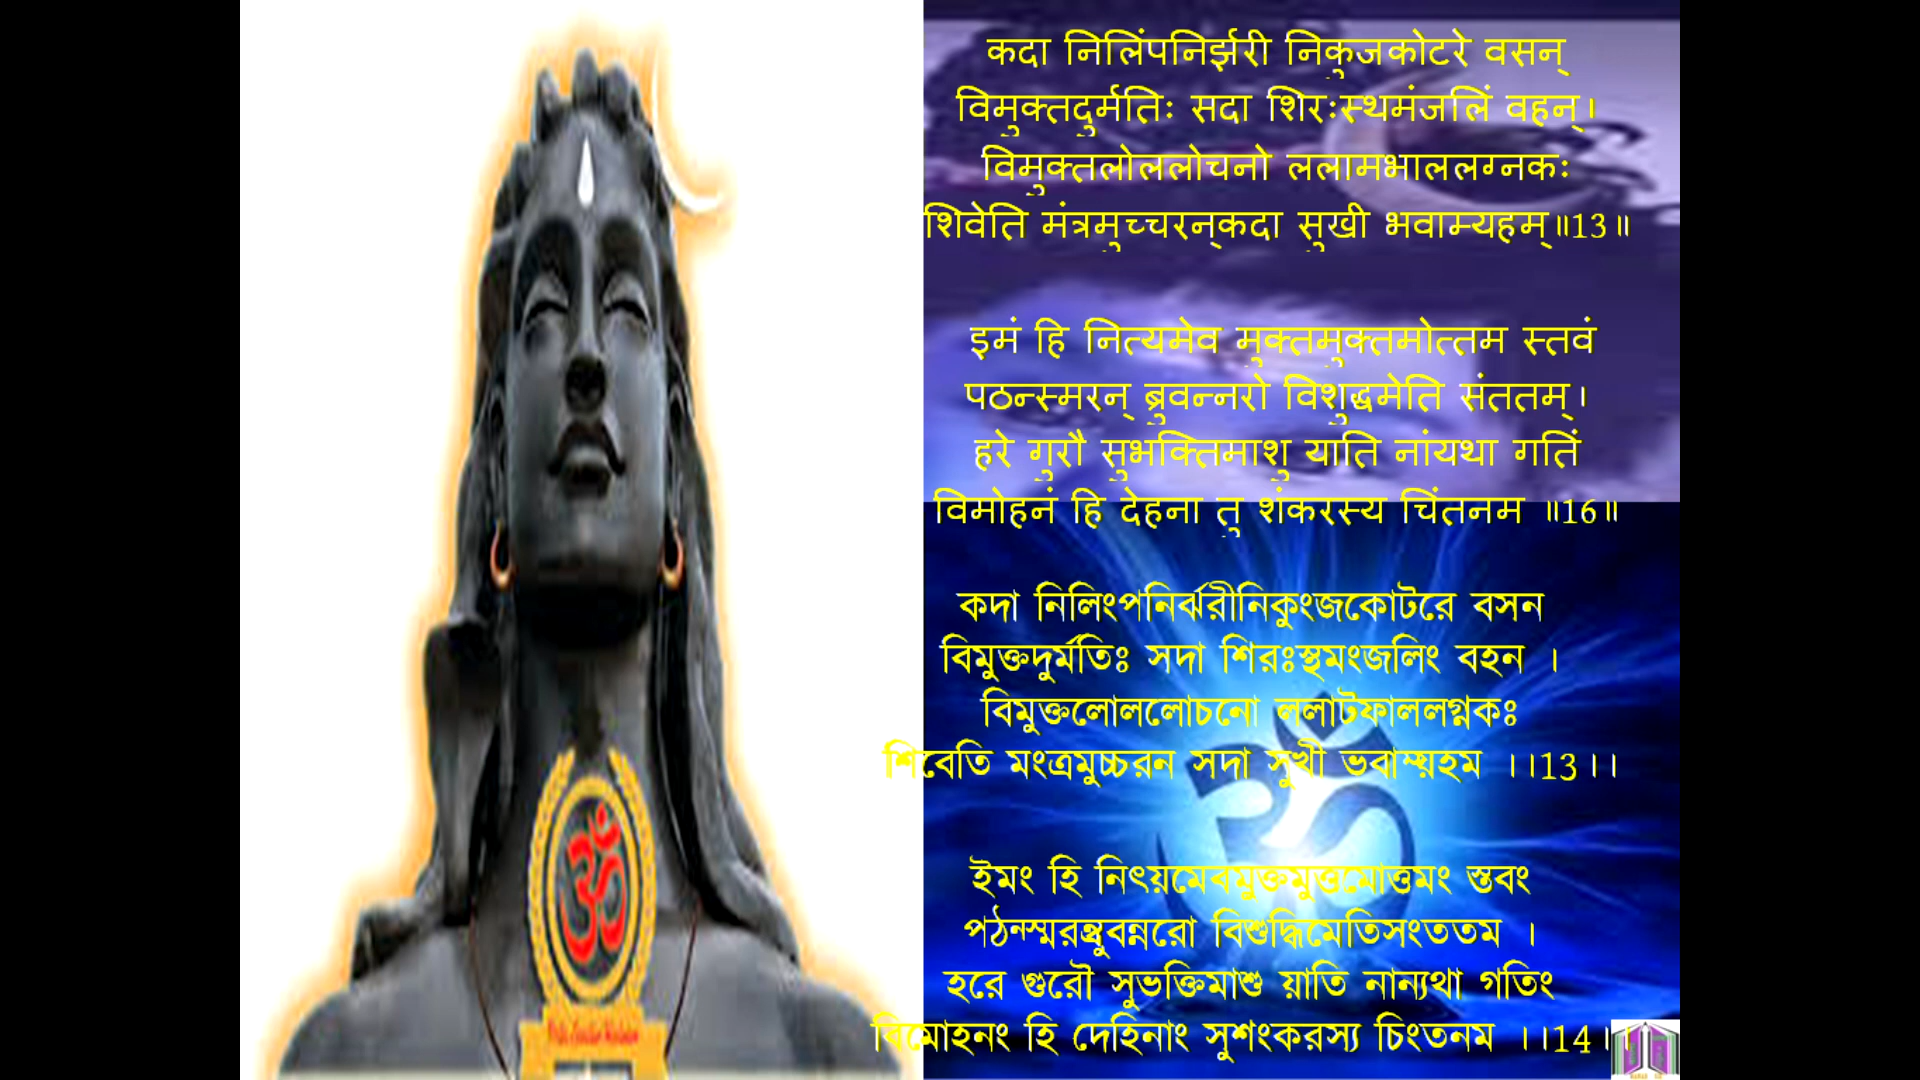 कदा निलिंपनिर्झरी निकुजकोटरे वसन्
विमुक्तदुर्मतिः सदा शिरःस्थमंजलिं वहन्।
विमुक्तलोललोचनो ललामभाललग्नकः
शिवेति मंत्रमुच्चरन्कदा सुखी भवाम्यहम्॥13॥
इमं हि नित्यमेव मुक्तमुक्तमोत्तम स्तवं
पठन्स्मरन् ब्रुवन्नरो विशुद्धमेति संततम्।
हरे गुरौ सुभक्तिमाशु याति नांयथा गतिं
विमोहनं हि देहना तु शंकरस्य चिंतनम ॥16॥
কদা নিলিংপনির্ঝরীনিকুংজকোটরে বসন
বিমুক্তদুর্মতিঃ সদা শিরঃস্থমংজলিং বহন ।
বিমুক্তলোললোচনো ললাটফাললগ্নকঃ
শিবেতি মংত্রমুচ্চরন সদা সুখী ভবাম্য়হম ।।13।।
ইমং হি নিৎয়মেবমুক্তমুত্তমোত্তমং স্তবং
পঠন্স্মরন্ব্রুবন্নরো বিশুদ্ধিমেতিসংততম ।
হরে গুরৌ সুভক্তিমাশু য়াতি নান্যথা গতিং
বিমোহনং হি দেহিনাং সুশংকরস্য চিংতনম ।।14।।
ॐ